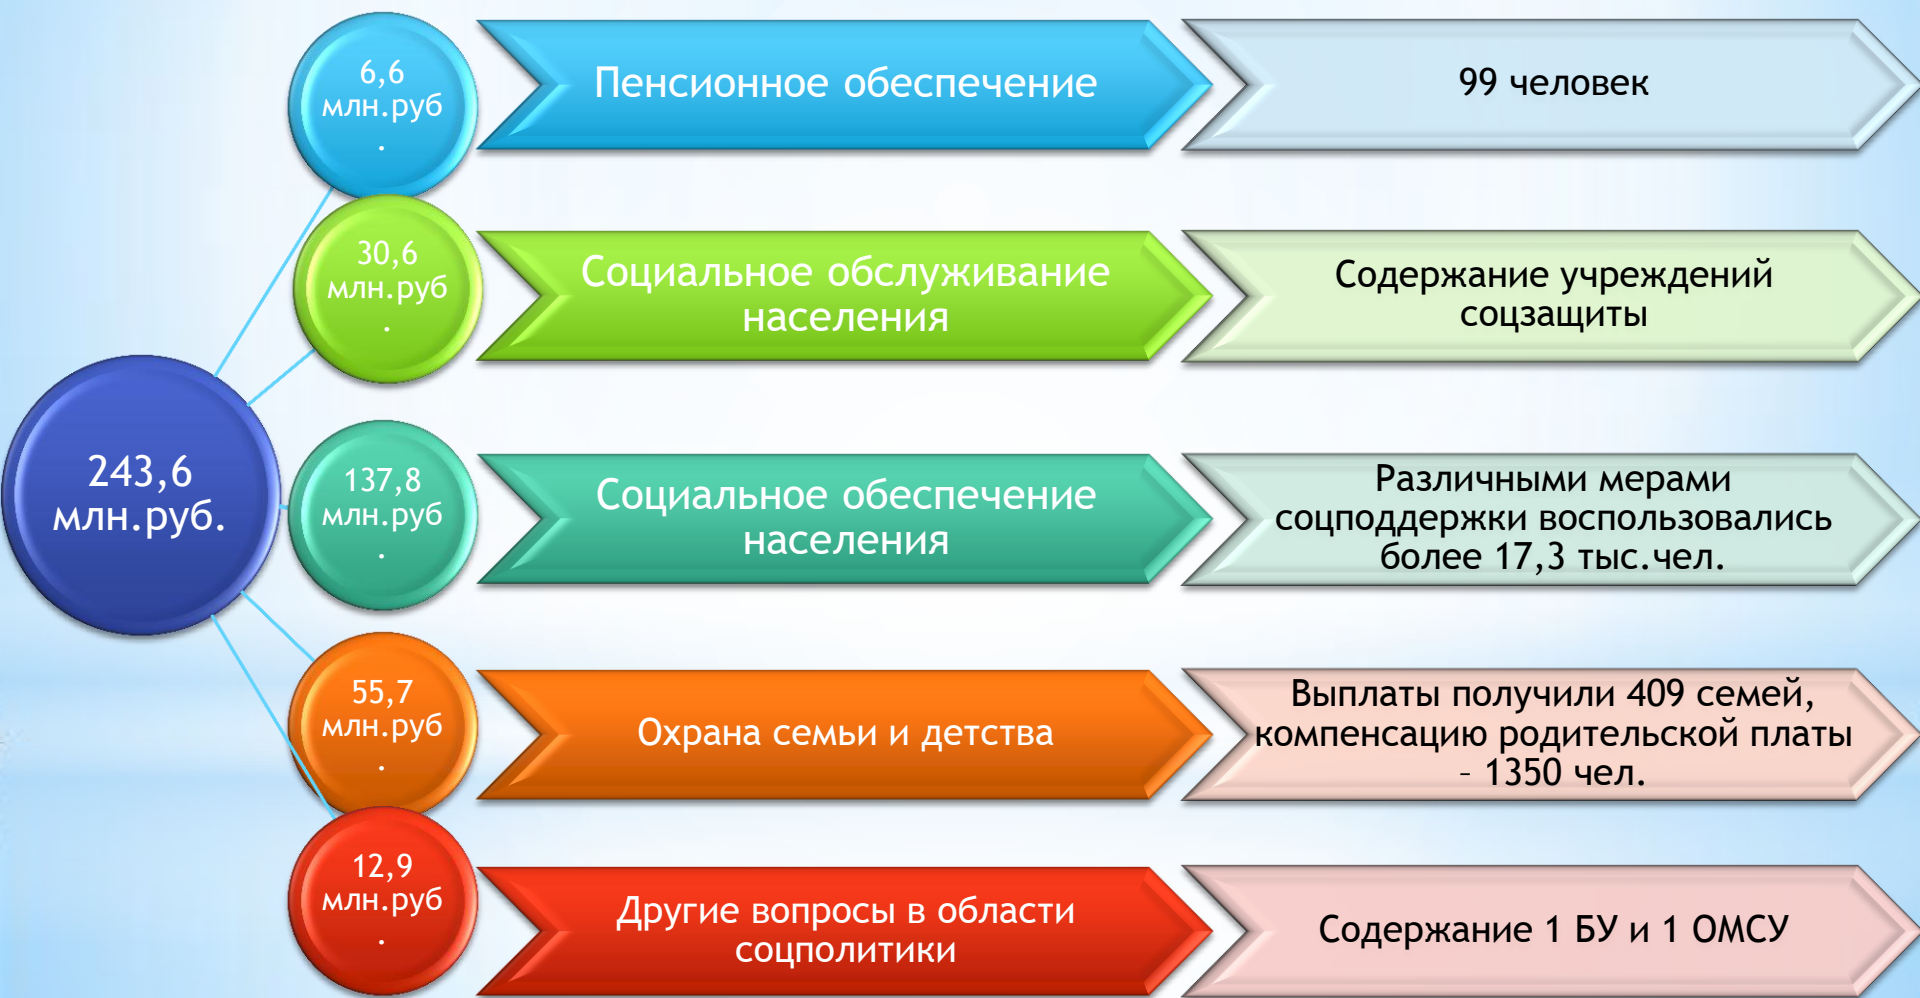 243,6
млн.руб.
6,6
млн.руб
.
Пенсионное обеспечение
99 человек
30,6
млн.руб
.
Социальное обслуживание
населения
Содержание учреждений
соцзащиты
137,8
млн.руб
.
Социальное обеспечение
населения
Различными мерами
соцподдержки воспользовались
более 17,3 тыс.чел.
55,7
млн.руб
.
Охрана семьи и детства
Выплаты получили 409 семей,
компенсацию родительской платы
– 1350 чел.
12,9
млн.руб
.
Другие вопросы в области
соцполитики
Содержание 1 БУ и 1 ОМСУ